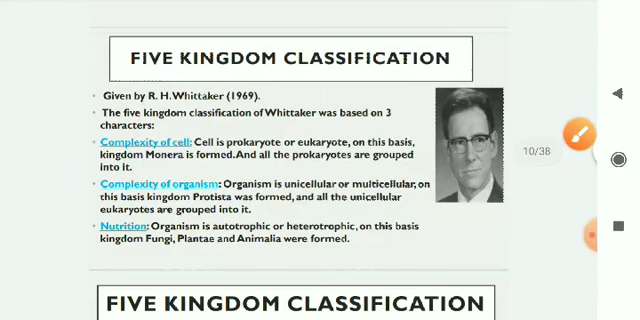 FIVE KINGDOM CLASSIFICATION
Given by R. H. Whittaker (1969).
The five kingdom classification of Whittaker was based on 3
characters:
Complexity of cell: Cell is prokaryote or eukaryote, on this basis,
kingdom Monera is formed. And all the prokaryotes are grouped
into it.
Complexity of organism: Organism is unicellular or multicellular, on
this basis kingdom Protista was formed, and all the unicellular
eukaryotes are grouped into it.
Nutrition: Organism is autotrophic or heterotrophic, on this basis
kingdom Fungi, Plantae and Animalia were formed.
10/38
FIVE KINGDOM CLASSIFICATION